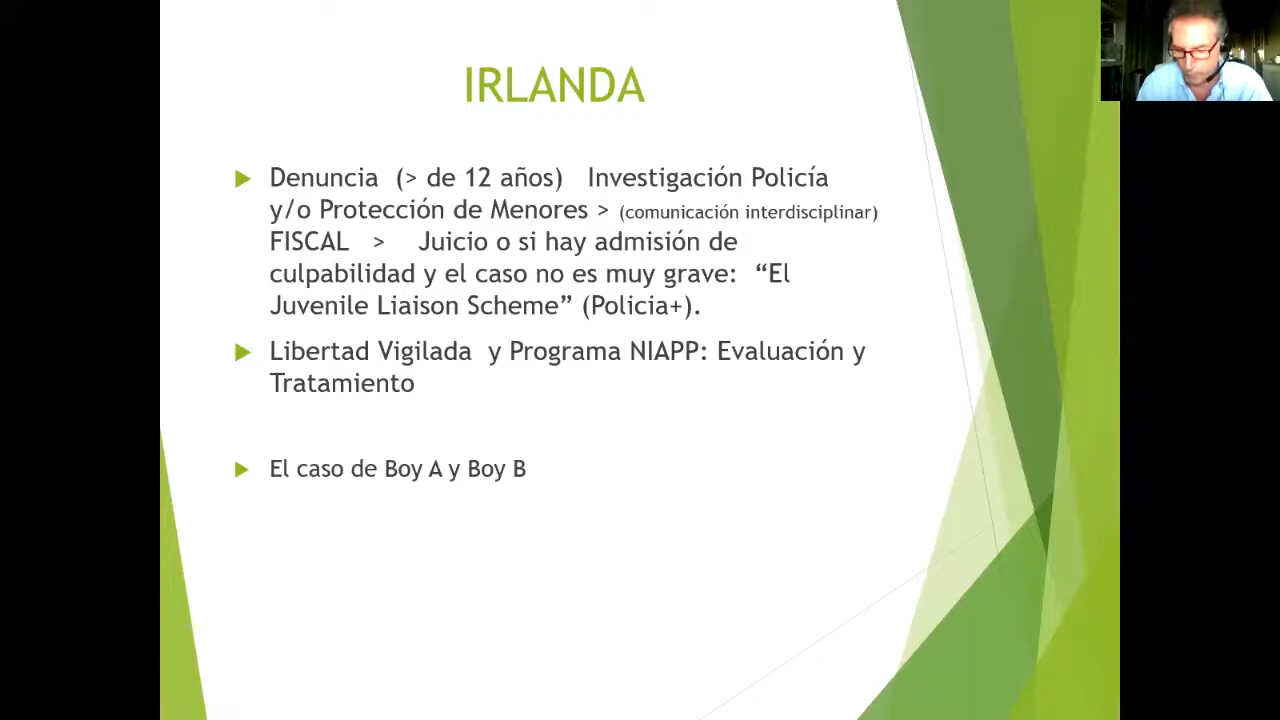 IRLANDA
Denuncia (> de 12 años) Investigación Policía
y/o Protección de Menores > (comunicación interdisciplinar)
FISCAL > Juicio o si hay admisión de
culpabilidad y el caso no es muy grave: “El
Juvenile Liaison Scheme” (Policia+).
Libertad Vigilada y Programa NIAPP: Evaluación y
Tratamiento
El caso de Boy A y Boy B